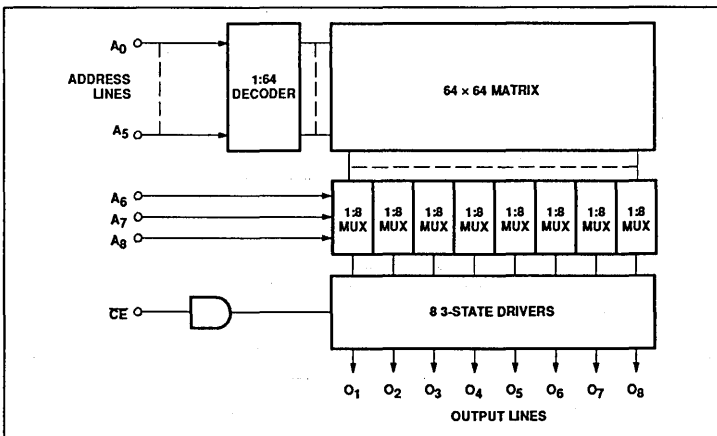 A0
ADDRESS
LINES
A5
1:64
DECODER
64 × 64 MATRIX
A6
A7
A8
1:8
MUX
1:8
MUX
1:8
MUX
1:8
MUX
1:8
MUX
1:8
MUX
1:8
MUX
1:8
MUX
CE
8 3-STATE DRIVERS
O1 O2 O3 O4 O5 O6 O7 O8
OUTPUT LINES